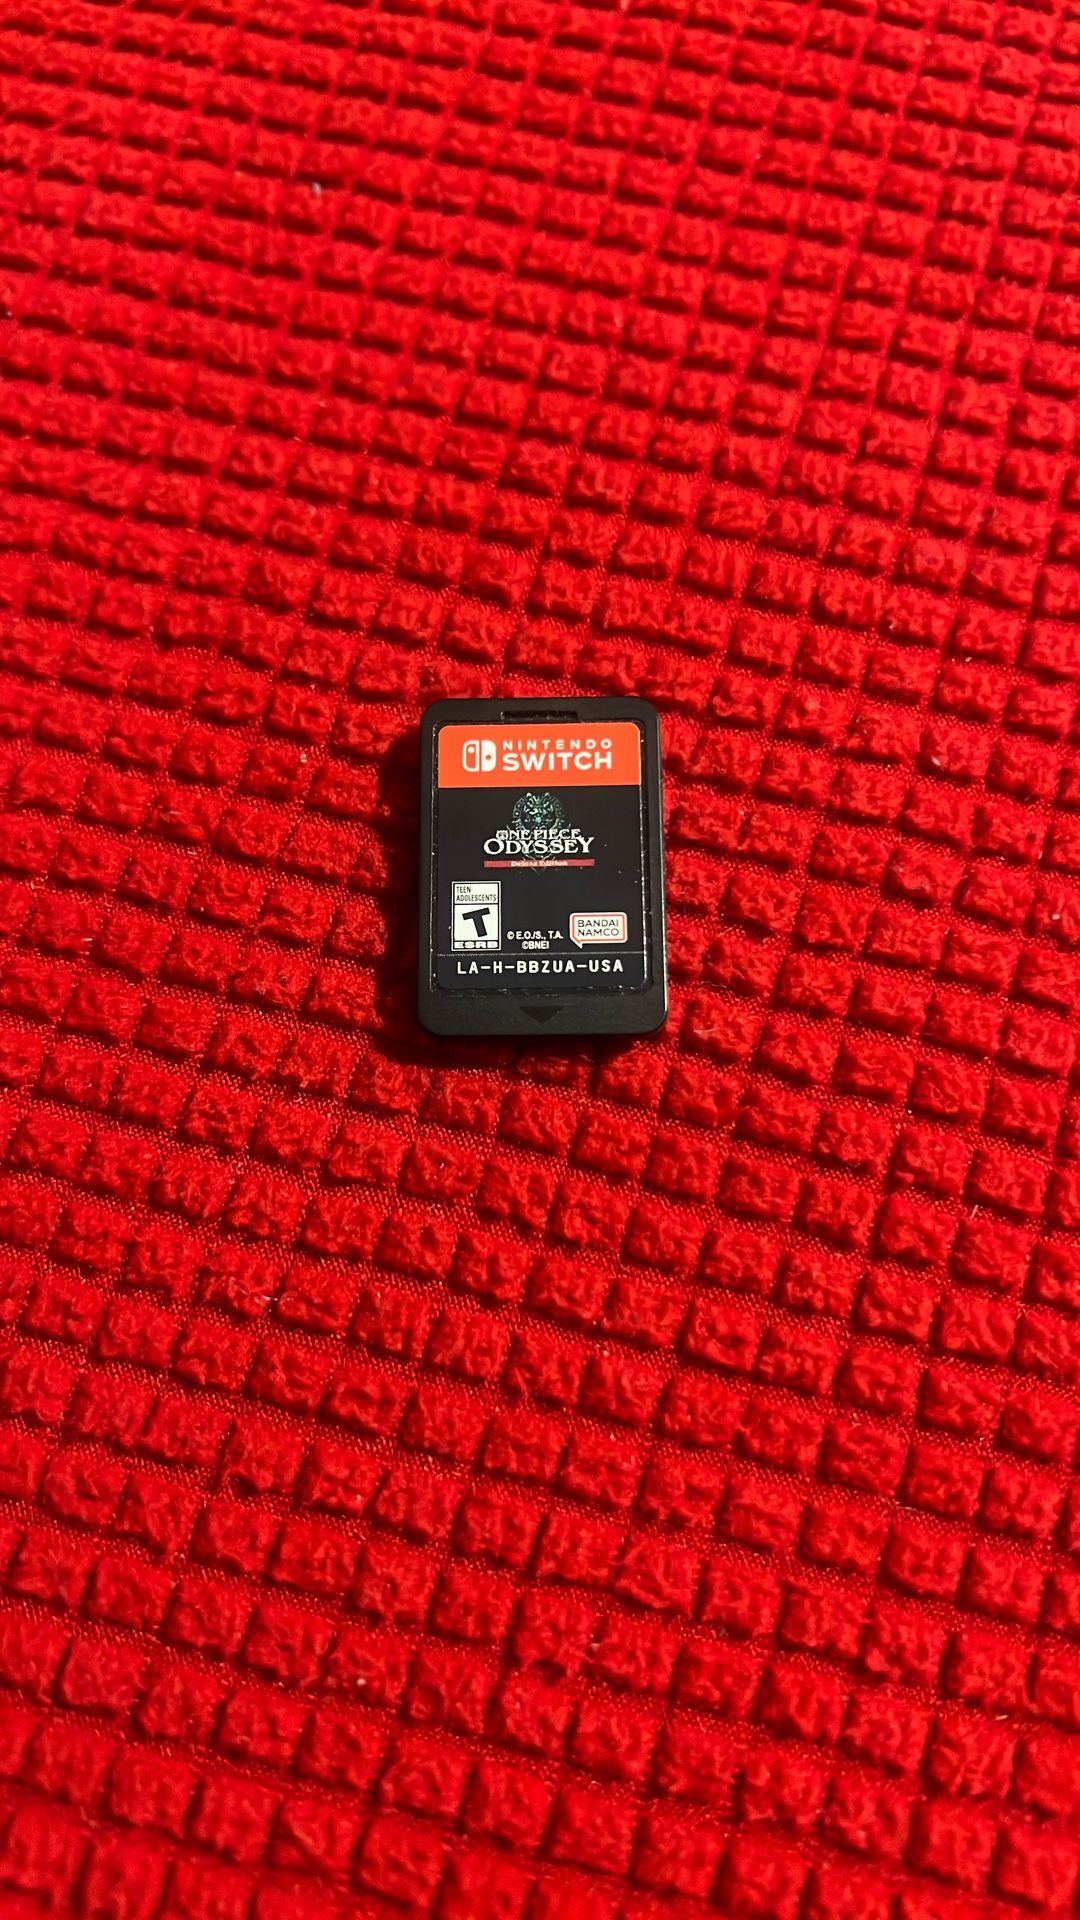 NINTENDO
SWITCH
ONE PIECE
ODYSSEY
Deluxe Edition
TEEN
ADOLESCENTS
T
ESRB
© E.O./S., T.A.
©BNEI
BANDAI
NAMCO
LA-H-BBZUA-USA